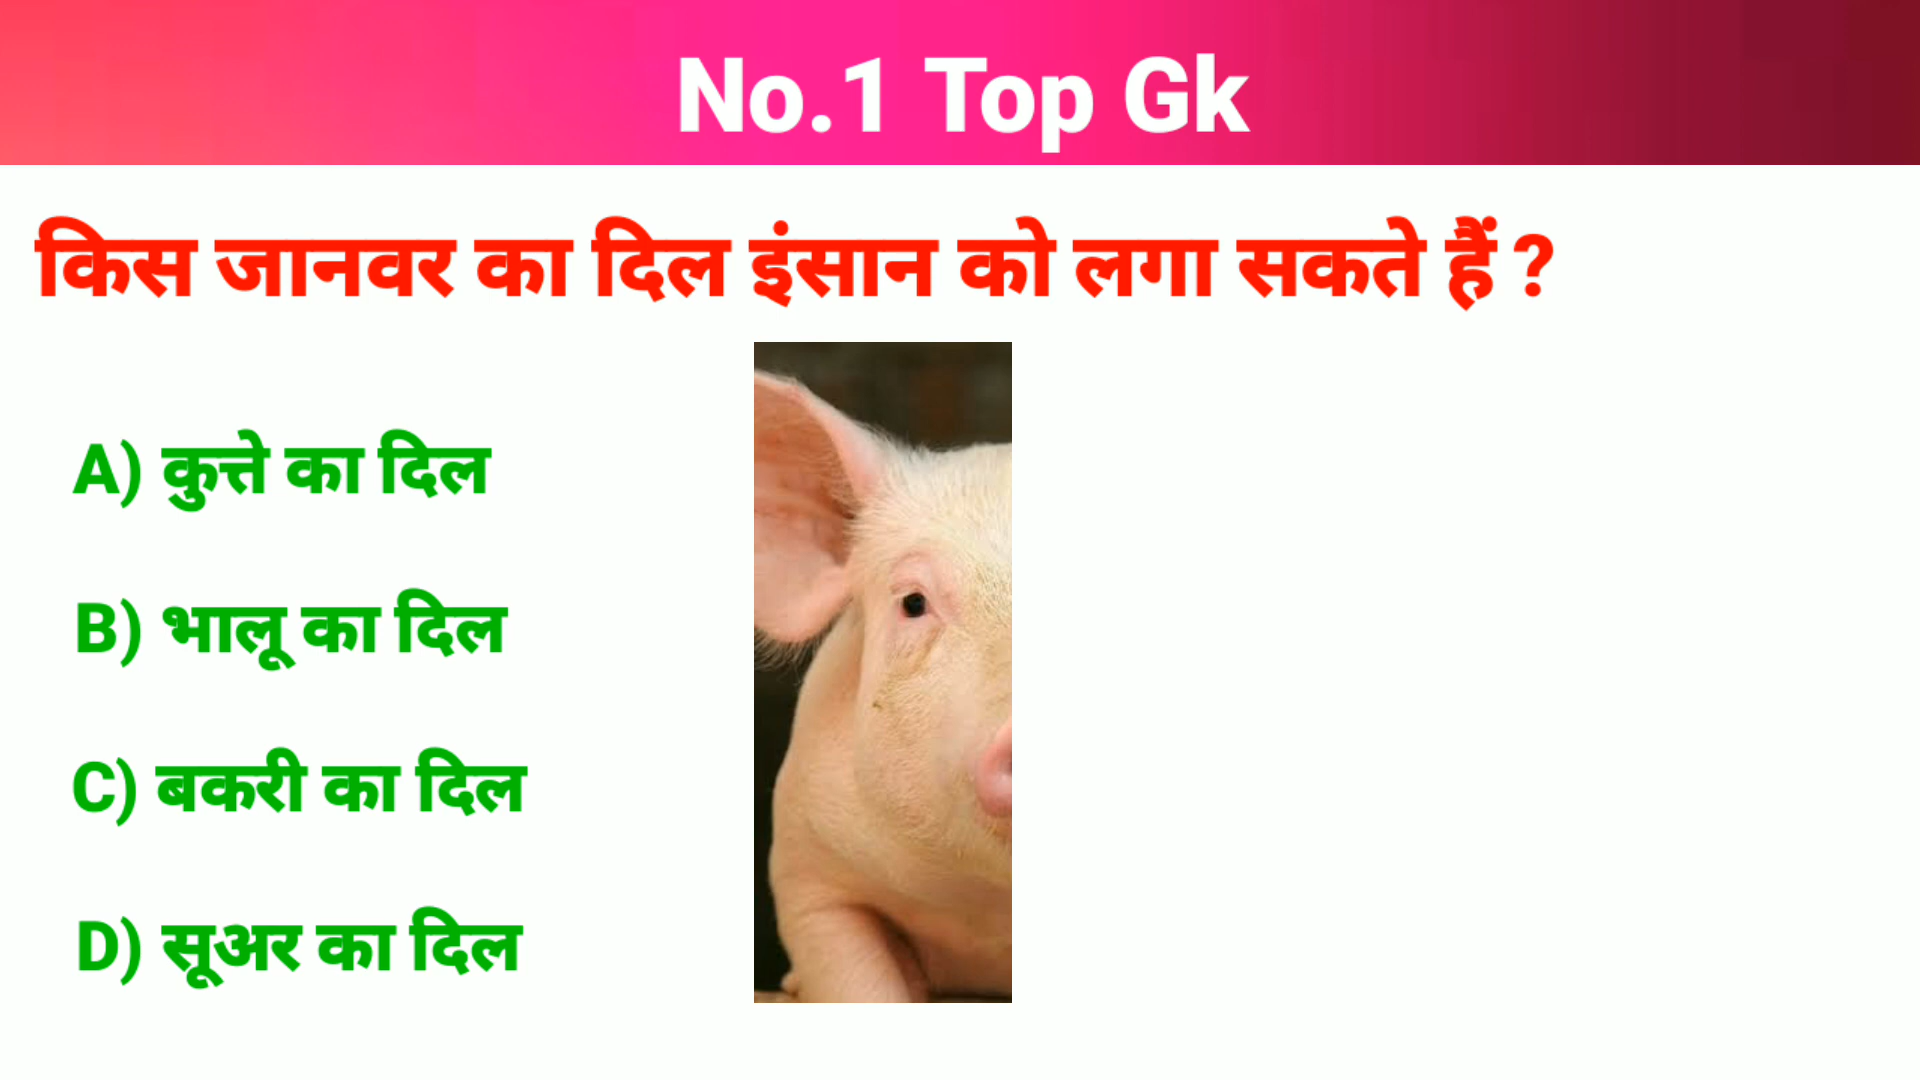 No.1 Top Gk
किस जानवर का दिल इंसान को लगा सकते हैं ?
A) कुत्ते का दिल
B) भालू का दिल
C) बकरी का दिल
D) सूअर का दिल